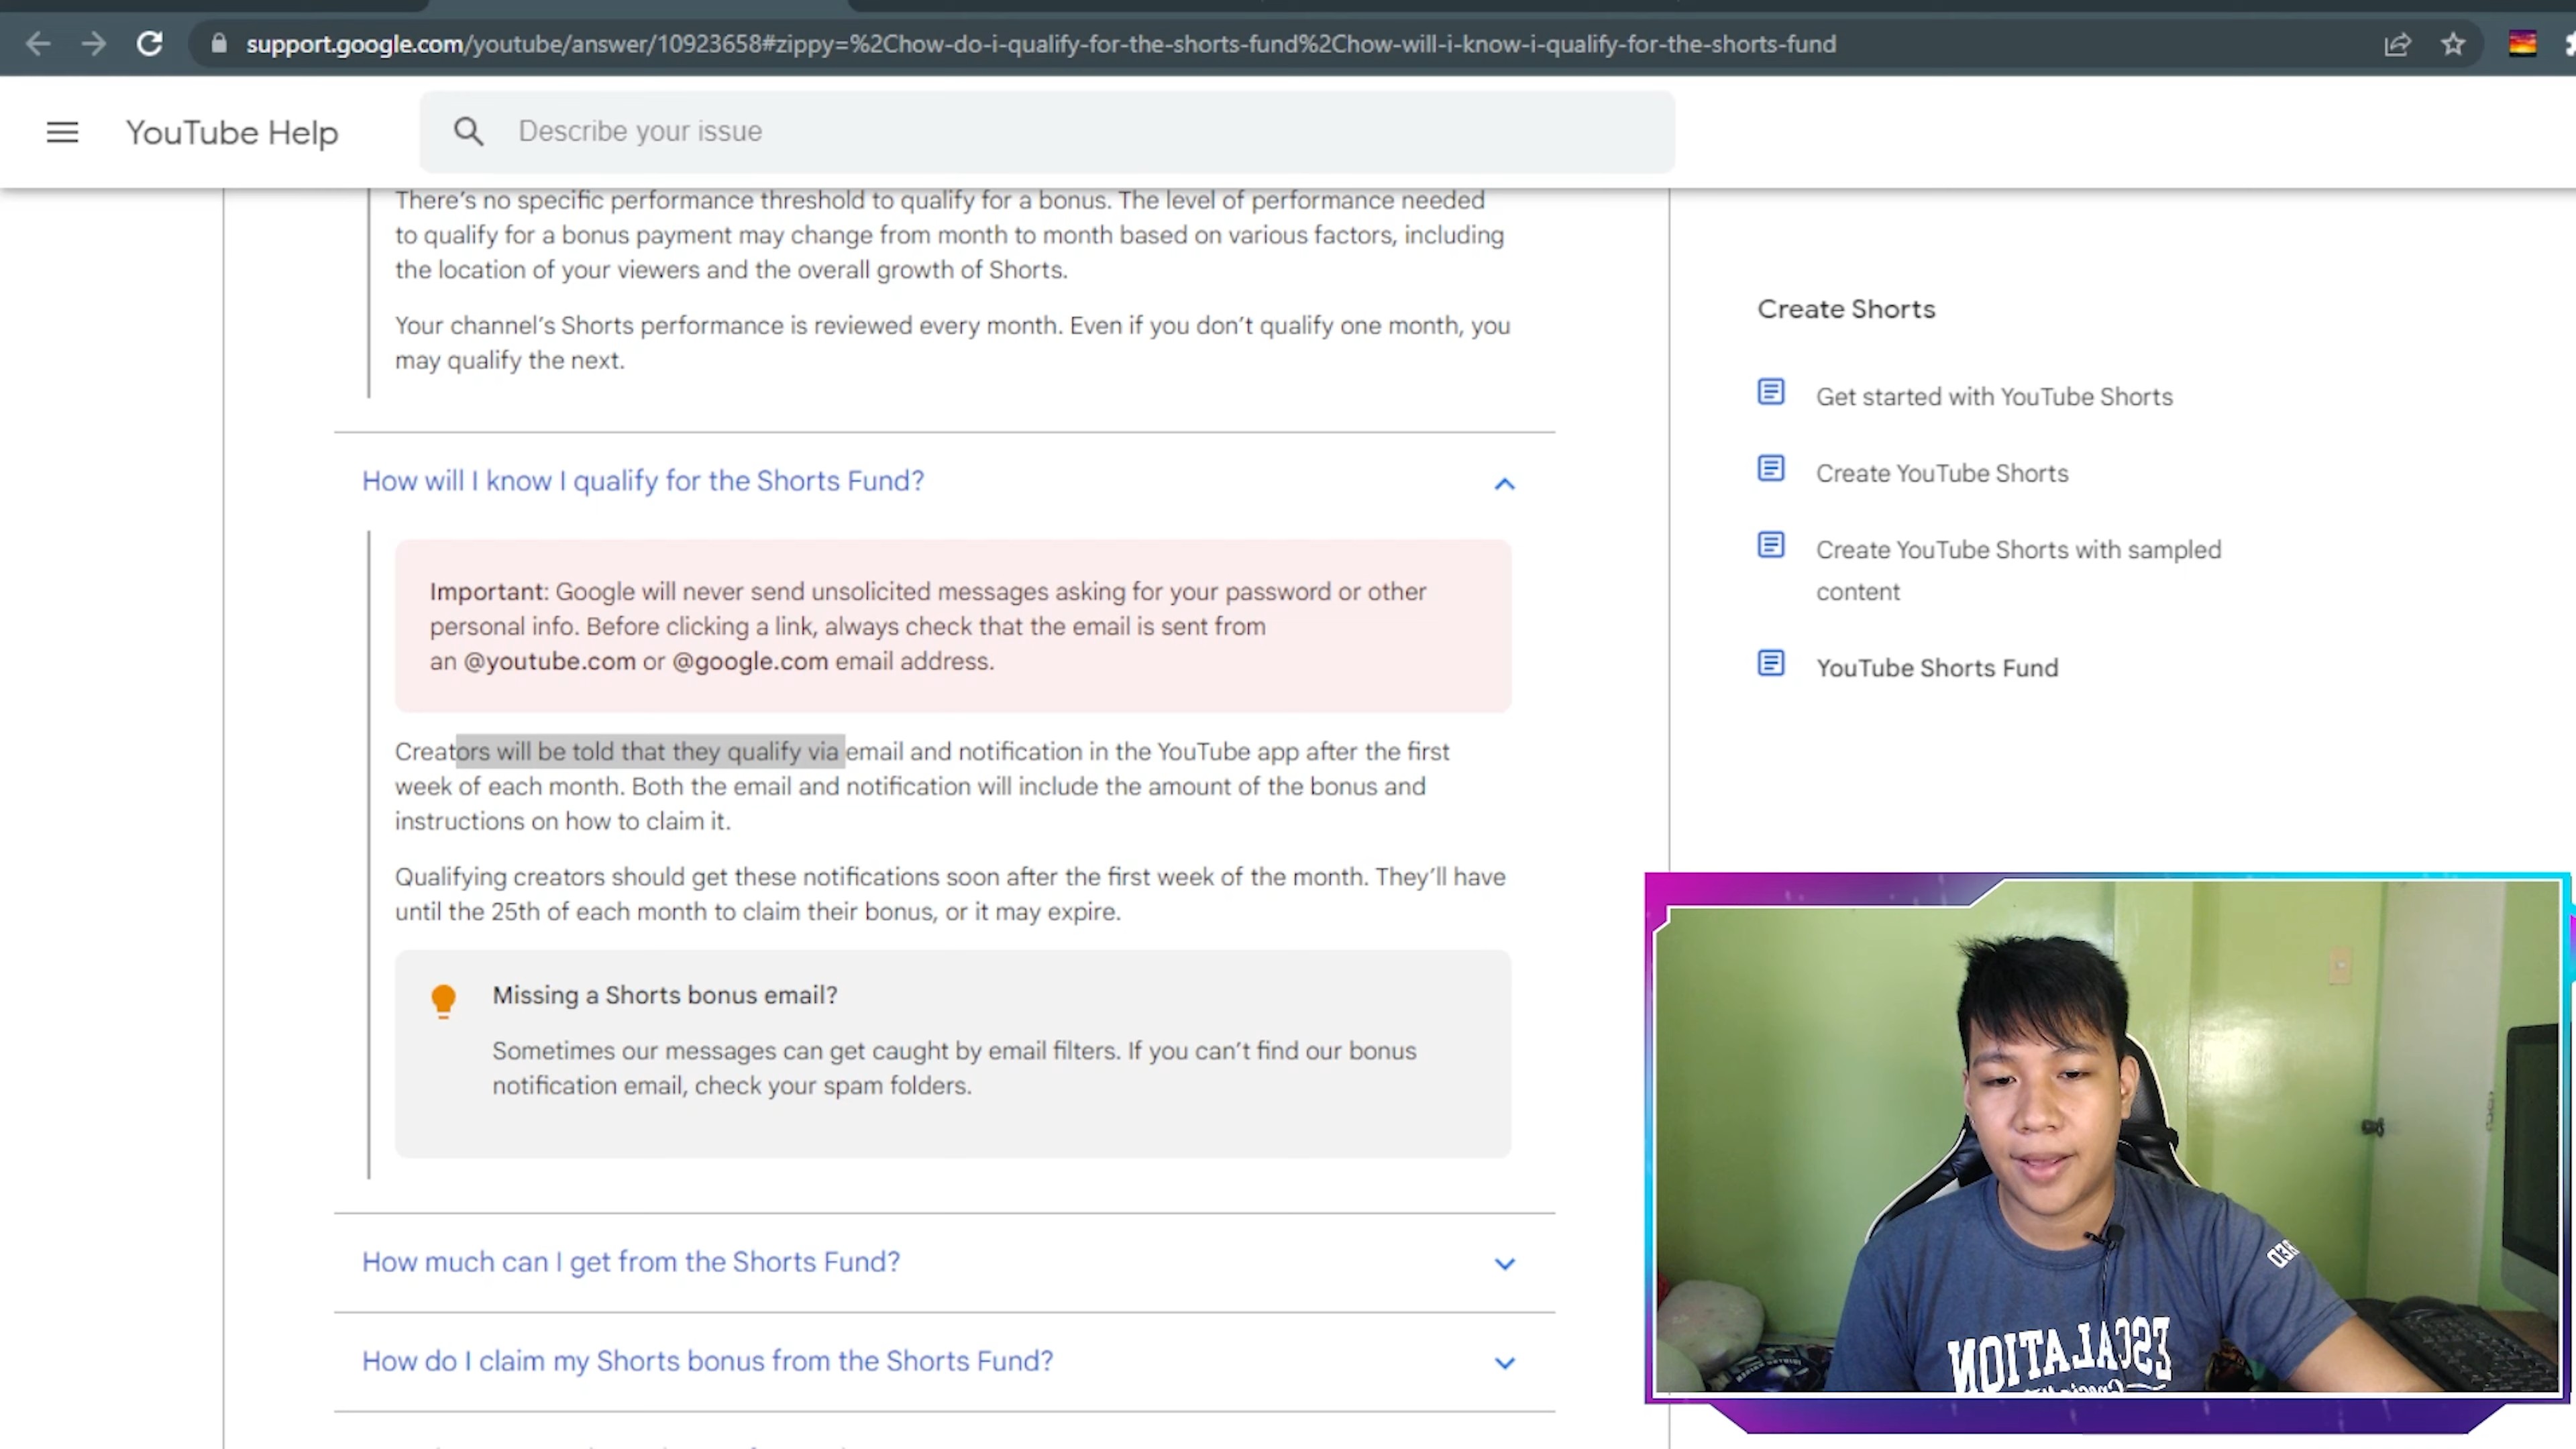 support.google.com/youtube/answer/10923658#zippy=%2Chow-do-i-qualify-for-the-shorts-fund%2Chow-will-i-know-i-qualify-for-the-shorts-fund
YouTube Help
Describe your issue
There's no specific performance threshold to qualify for a bonus. The level of performance needed
to qualify for a bonus payment may change from month to month based on various factors, including
the location of your viewers and the overall growth of Shorts.
Your channel's Shorts performance is reviewed every month. Even if you don't qualify one month, you
may qualify the next.
How will I know I qualify for the Shorts Fund?
Important: Google will never send unsolicited messages asking for your password or other
personal info. Before clicking a link, always check that the email is sent from
an @youtube.com or @google.com email address.
Creators will be told that they qualify via email and notification in the YouTube app after the first
week of each month. Both the email and notification will include the amount of the bonus and
instructions on how to claim it.
Qualifying creators should get these notifications soon after the first week of the month. They'll have
until the 25th of each month to claim their bonus, or it may expire.
Missing a Shorts bonus email?
Sometimes our messages can get caught by email filters. If you can't find our bonus
notification email, check your spam folders.
How much can I get from the Shorts Fund?
How do I claim my Shorts bonus from the Shorts Fund?
Create Shorts
Get started with YouTube Shorts
Create YouTube Shorts
Create YouTube Shorts with sampled
content
YouTube Shorts Fund
ESCALATION